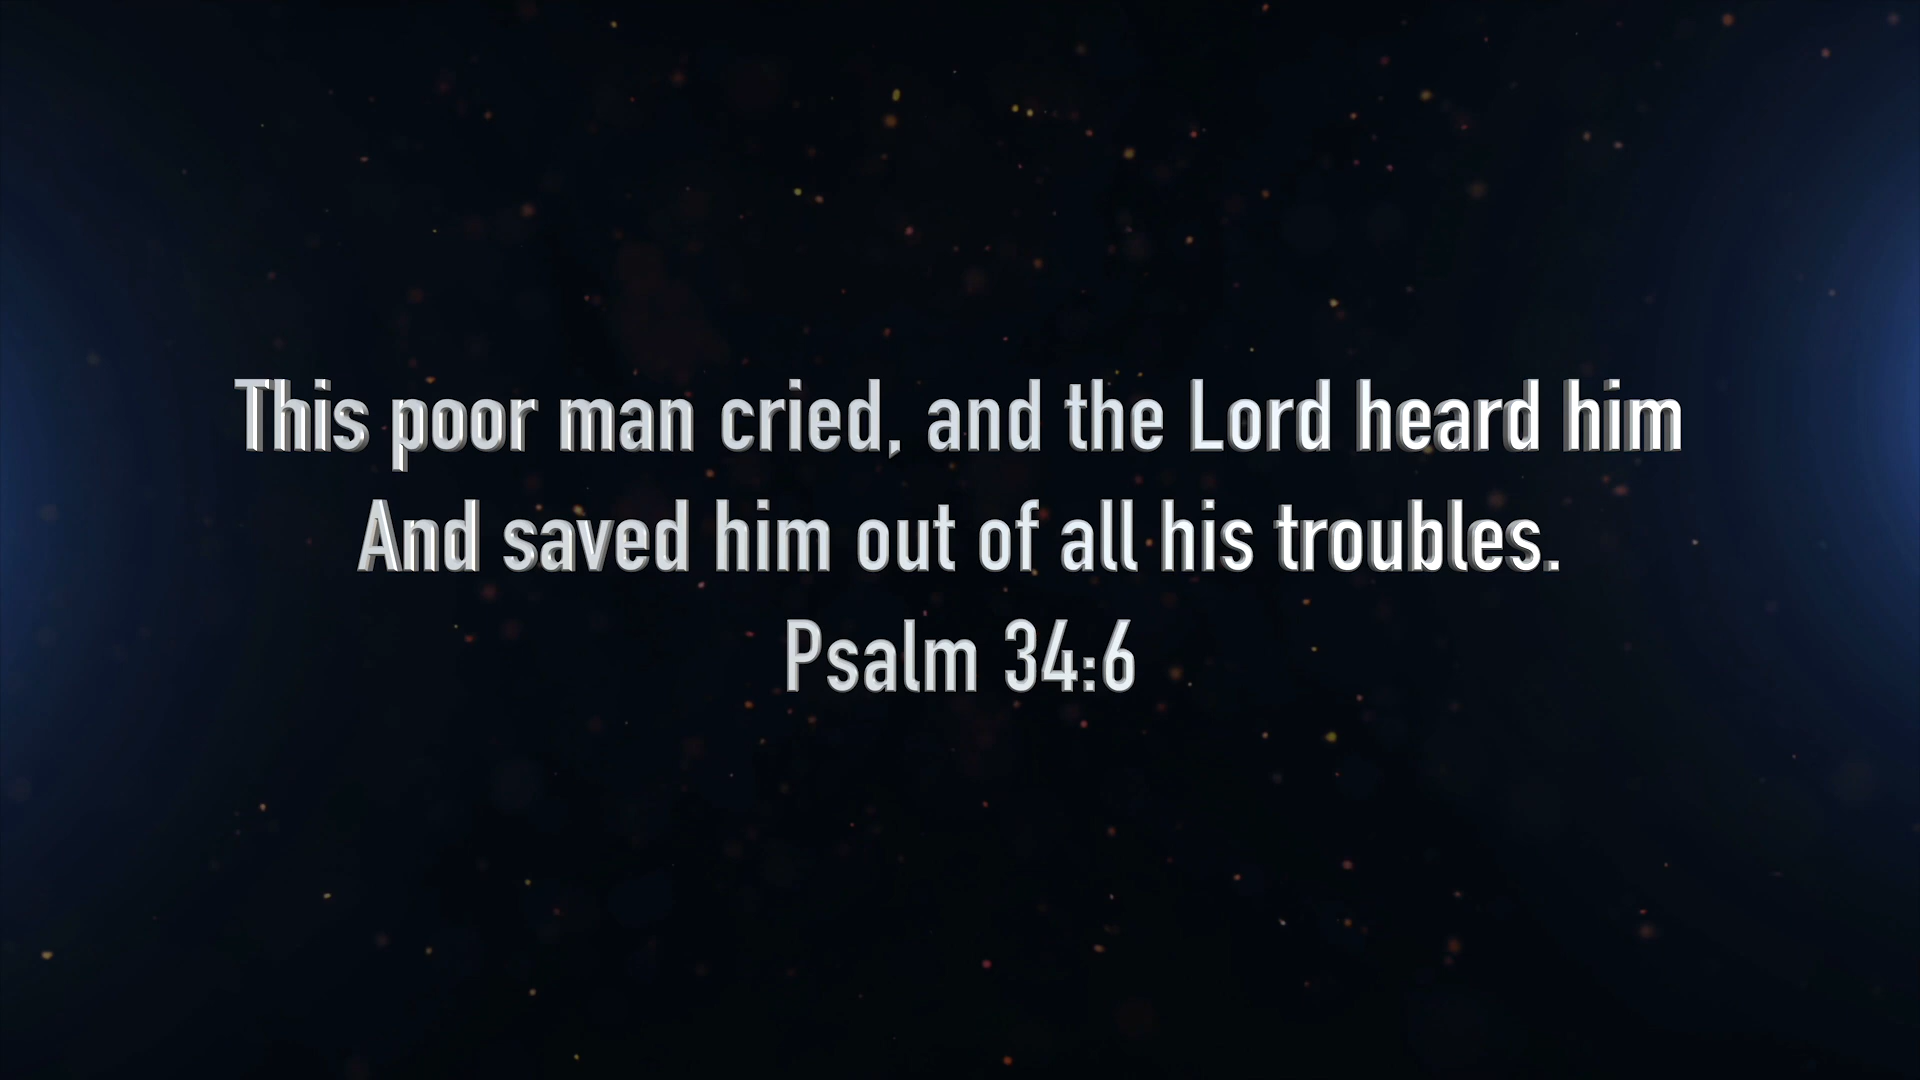 This poor man cried, and the Lord heard him
And saved him out of all his troubles.
Psalm 34:6